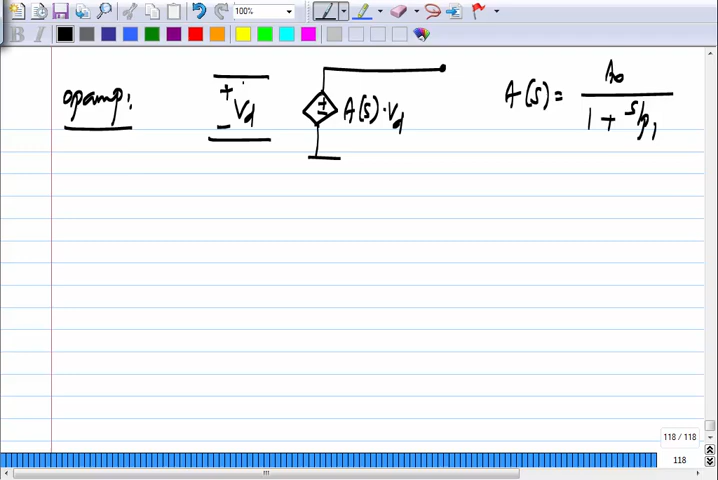 100%
B I
opamp:
+ Vd −
+ −
A(s)·Vd
A(s) = A0 / (1 + s/p1)
118 / 118
118